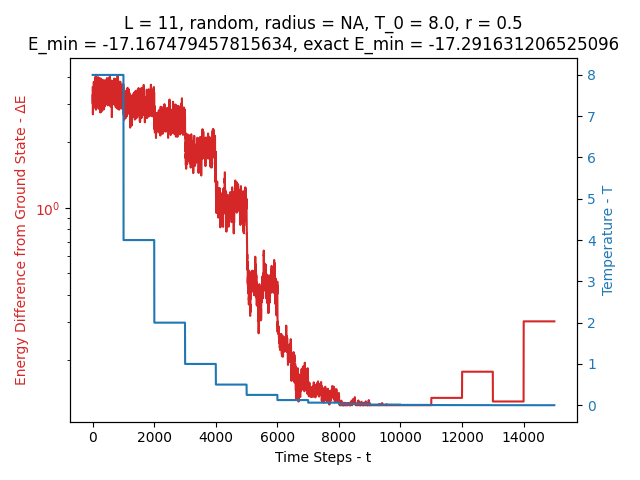 L = 11, random, radius = NA, T_0 = 8.0, r = 0.5
E_min = -17.167479457815634, exact E_min = -17.291631206525096
Energy Difference from Ground State - ΔE
10⁰
8
7
6
5
4
3
2
1
0
Temperature - T
0 2000 4000 6000 8000 10000 12000 14000
Time Steps - t